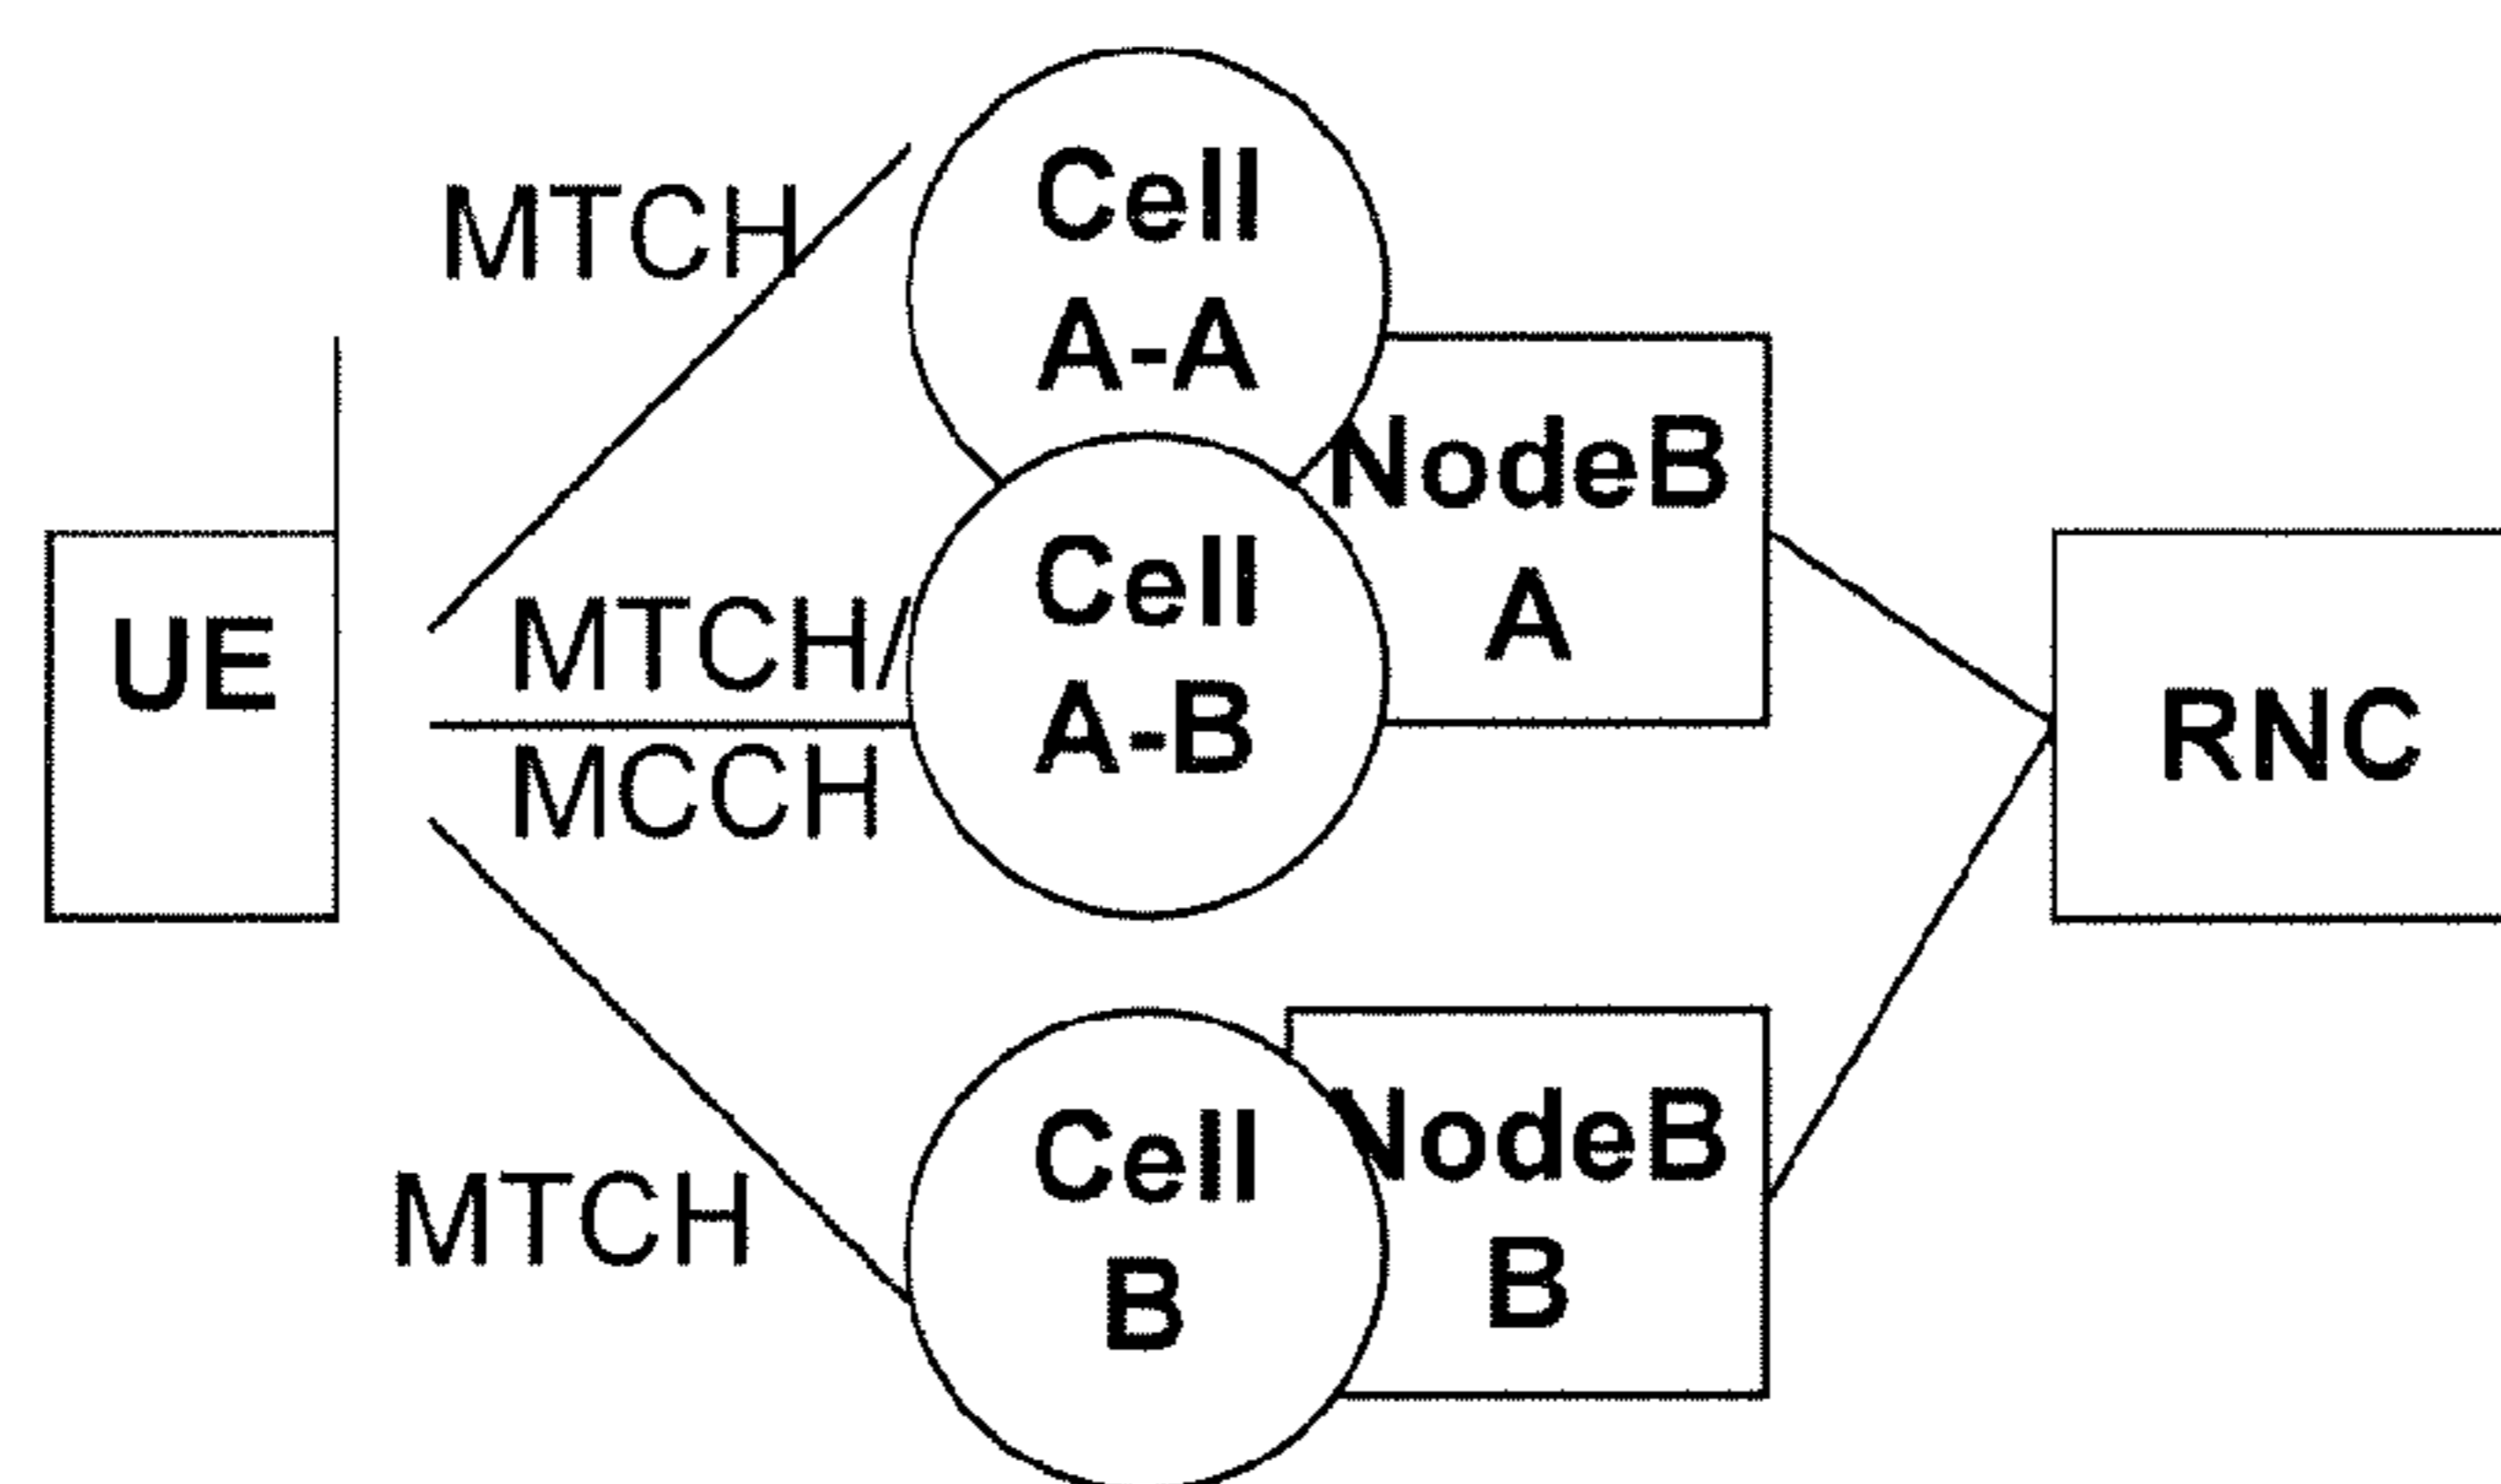 MTCH
Cell
A-A
NodeB
A
UE
MTCH/
MCCH
Cell
A-B
RNC
MTCH
Cell
B
NodeB
B